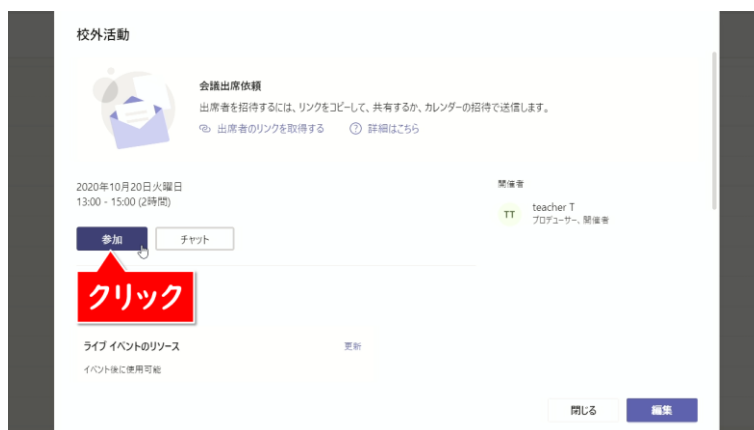 校外活動
会議出席依頼
出席者を招待するには、リンクをコピーして、共有するか、カレンダーの招待で送信します。
出席者のリンクを取得する ? 詳細はこちら
2020年10月20日火曜日
13:00 - 15:00 (2時間)
開催者
TT
teacher T
プロデューサー、開催者
参加 チャット
クリック
ライブ イベントのリソース 更新
イベント後に使用可能
閉じる 編集